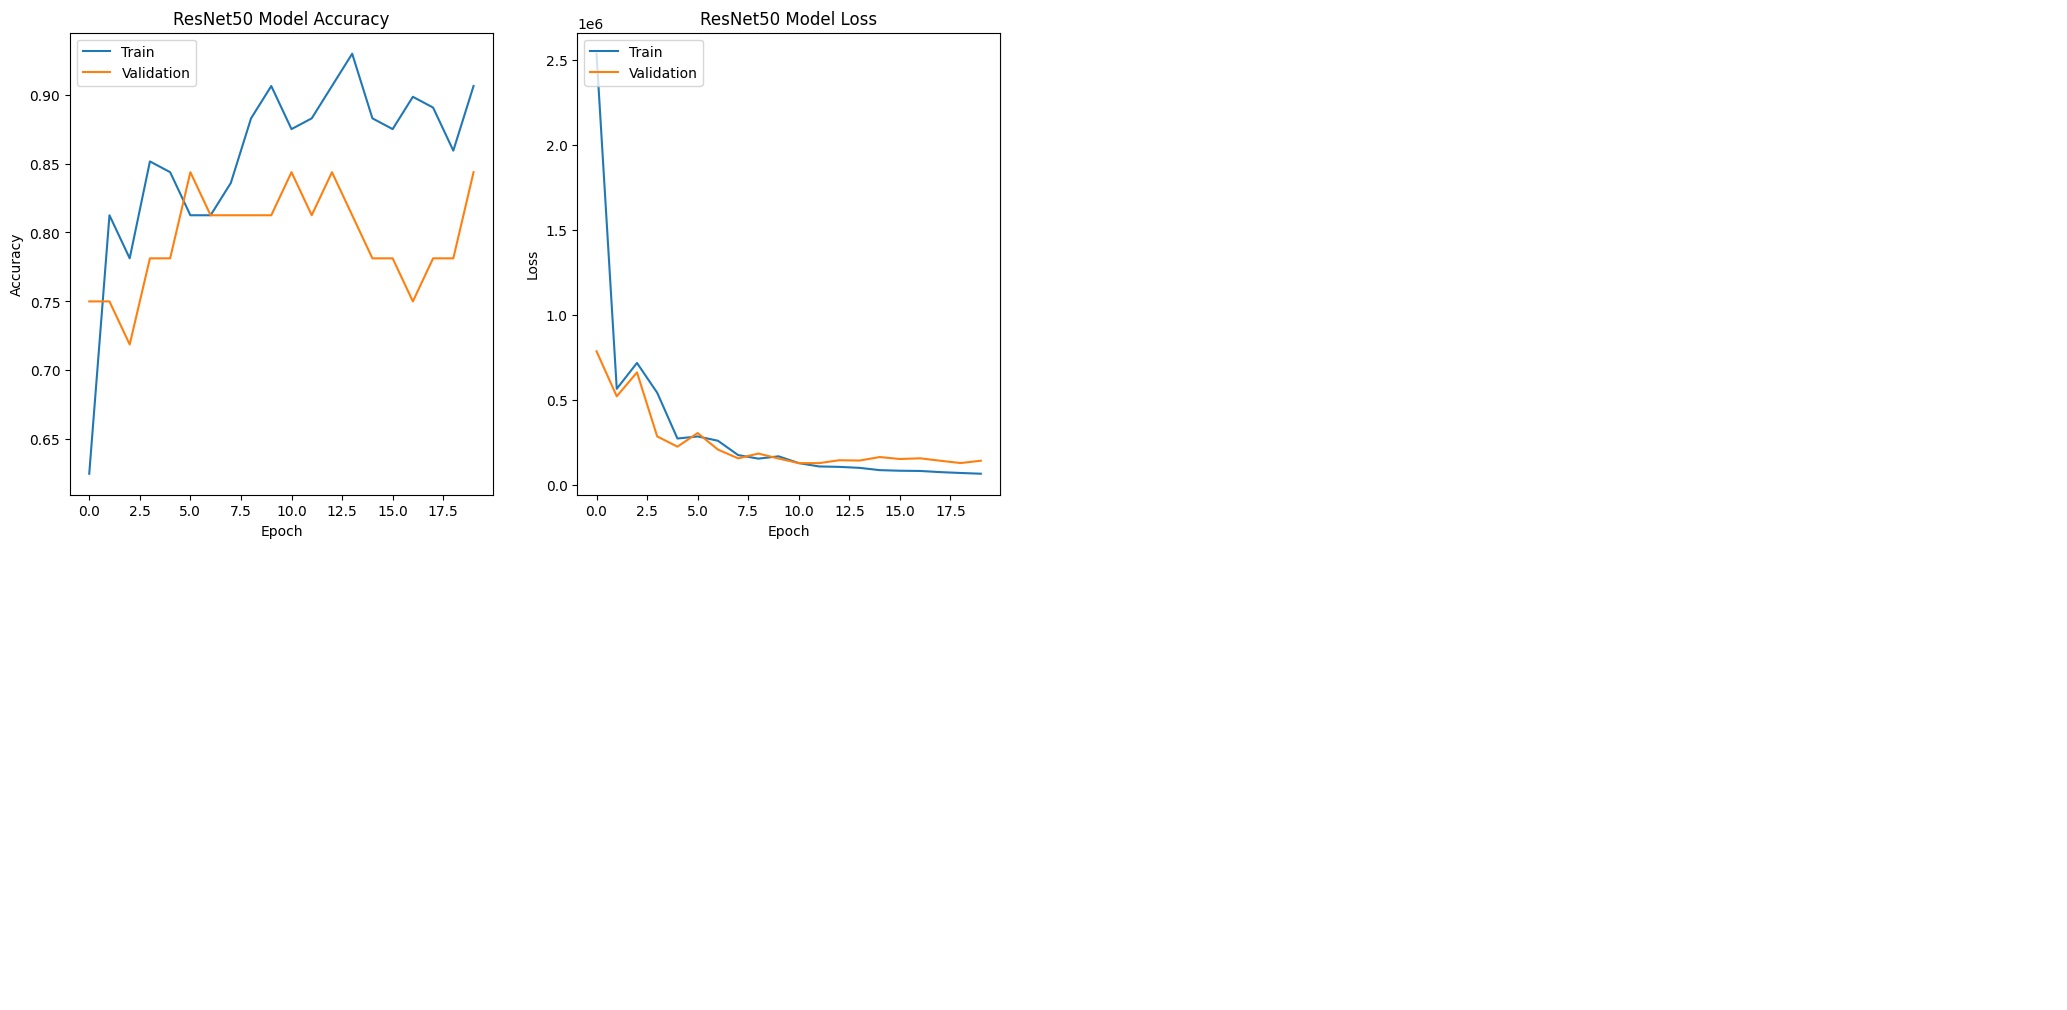 ResNet50 Model Accuracy
Train
Validation
0.90
0.85
0.80
0.75
0.70
0.65
Accuracy
0.0 2.5 5.0 7.5 10.0 12.5 15.0 17.5
Epoch
ResNet50 Model Loss
1e6
Train
Validation
2.5
2.0
1.5
1.0
0.5
0.0
Loss
0.0 2.5 5.0 7.5 10.0 12.5 15.0 17.5
Epoch